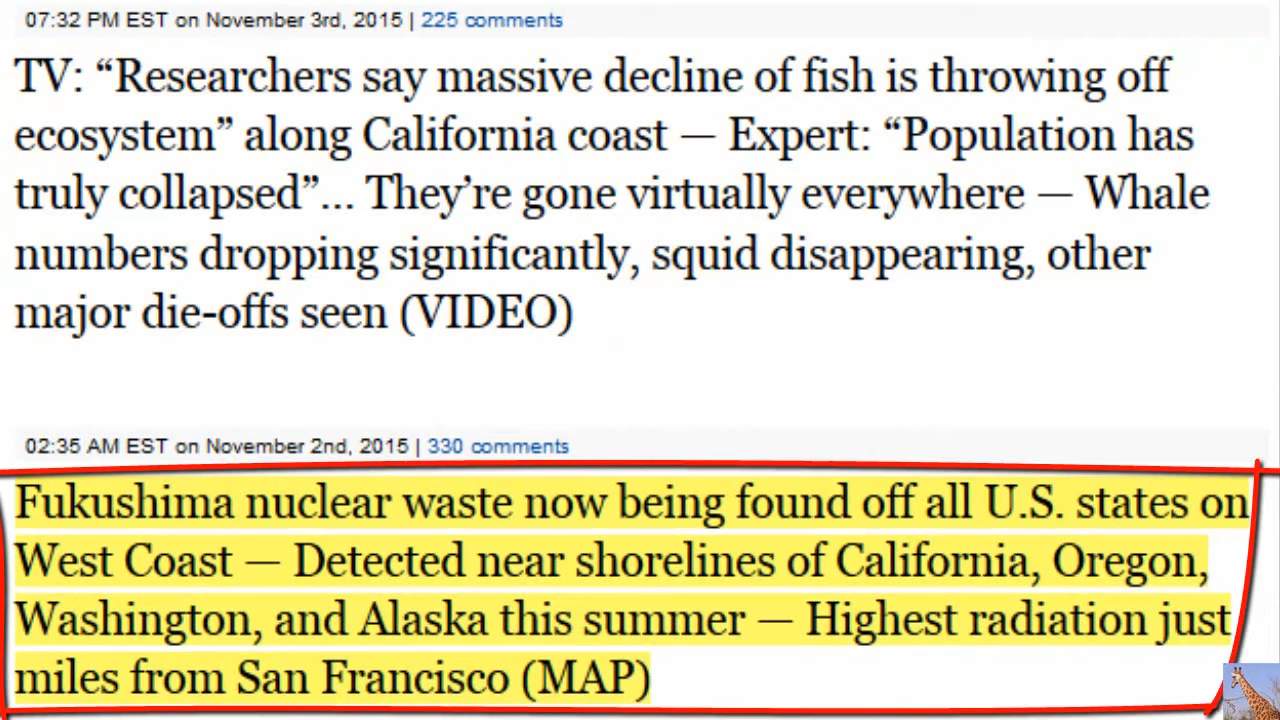 07:32 PM EST on November 3rd, 2015 | 225 comments
TV: “Researchers say massive decline of fish is throwing off
ecosystem” along California coast — Expert: “Population has
truly collapsed”… They’re gone virtually everywhere — Whale
numbers dropping significantly, squid disappearing, other
major die-offs seen (VIDEO)
02:35 AM EST on November 2nd, 2015 | 330 comments
Fukushima nuclear waste now being found off all U.S. states on
West Coast — Detected near shorelines of California, Oregon,
Washington, and Alaska this summer — Highest radiation just
miles from San Francisco (MAP)